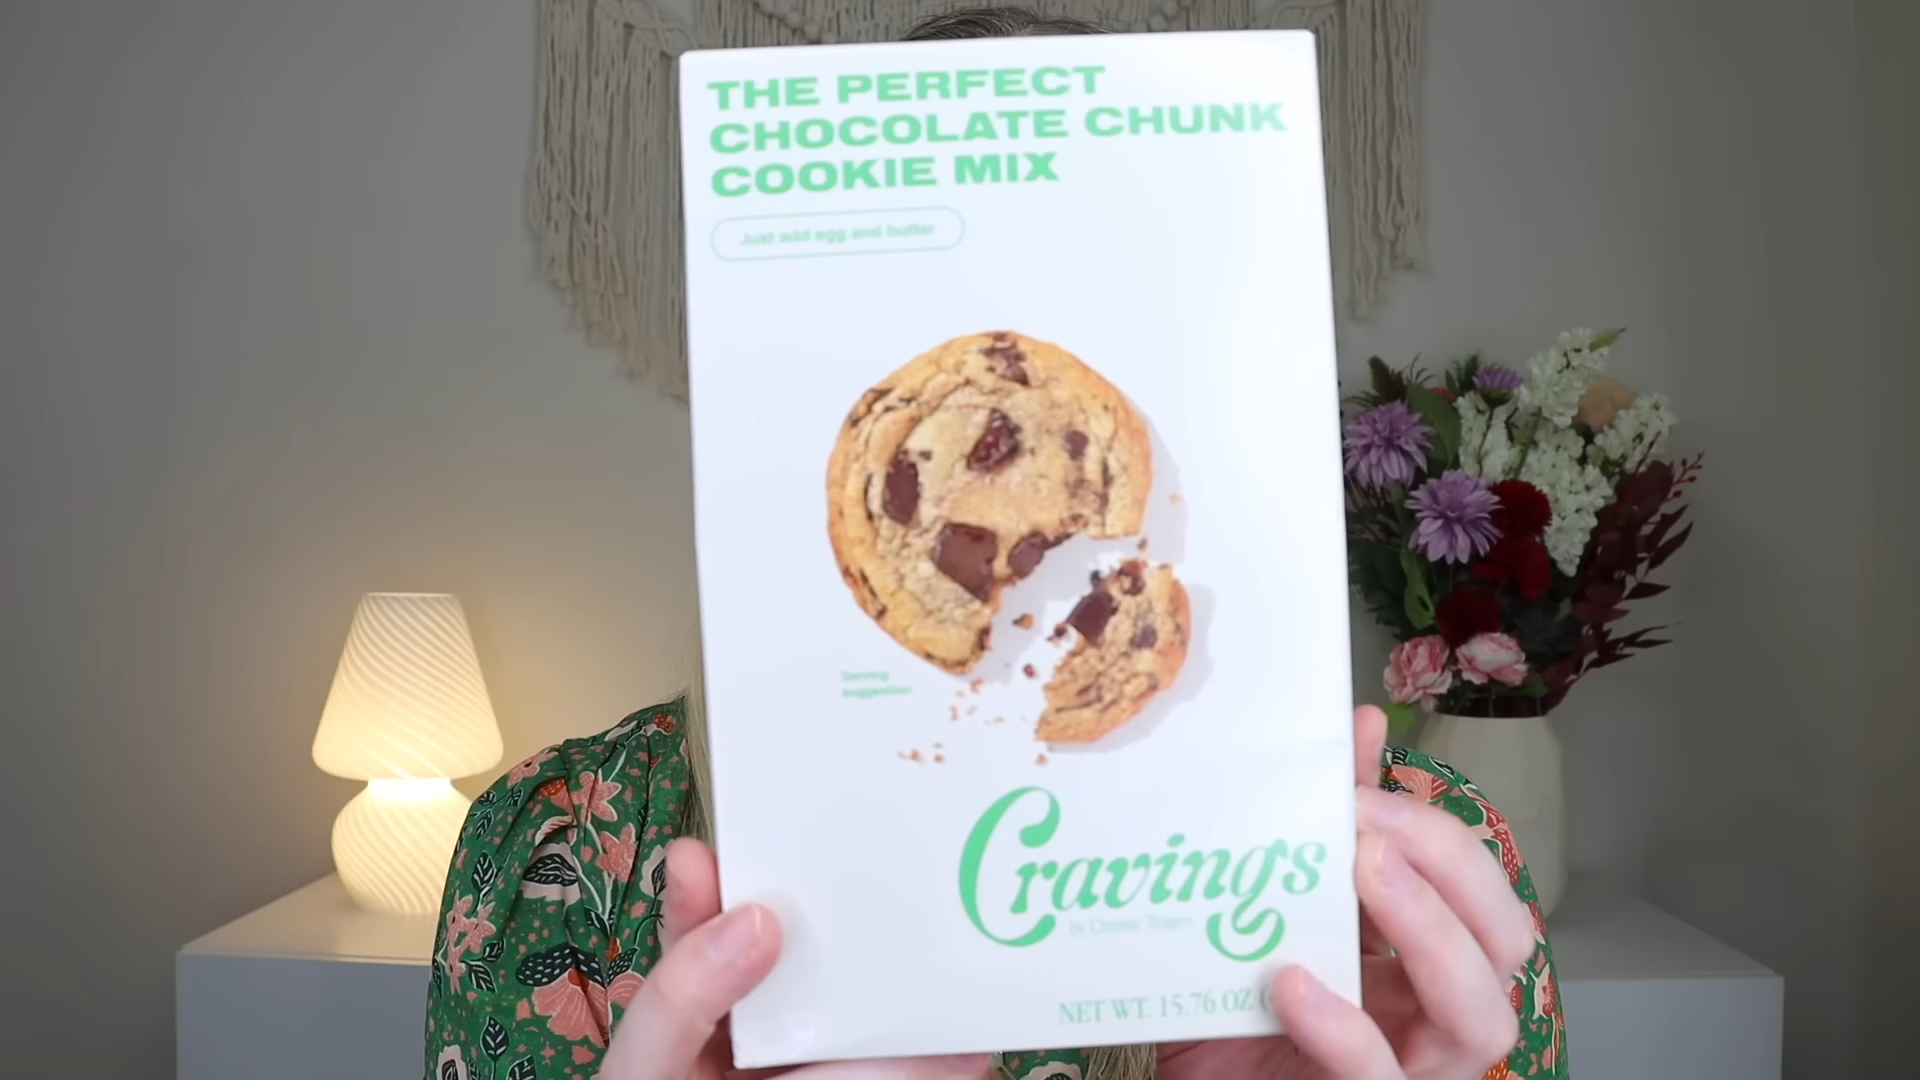 THE PERFECT
CHOCOLATE CHUNK
COOKIE MIX
Just add egg and butter
Serving
suggestion
Cravings
by Chrissy Teigen
NET WT. 15.76 OZ (